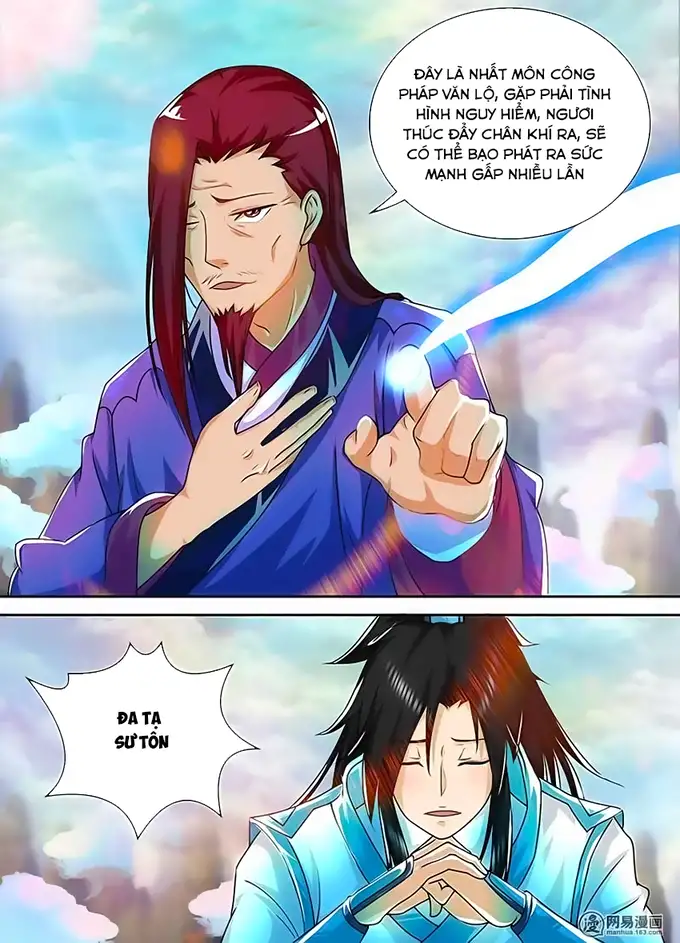 ĐÂY LÀ NHẤT MÔN CÔNG
PHÁP VĂN LỘ, GẶP PHẢI TÌNH
HÌNH NGUY HIỂM, NGƯƠI
THÚC ĐẨY CHÂN KHÍ RA, SẼ
CÓ THỂ BẠO PHÁT RA SỨC
MẠNH GẤP NHIỀU LẦN
ĐA TẠ
SƯ TÔN
网易漫画
manhua.163.com